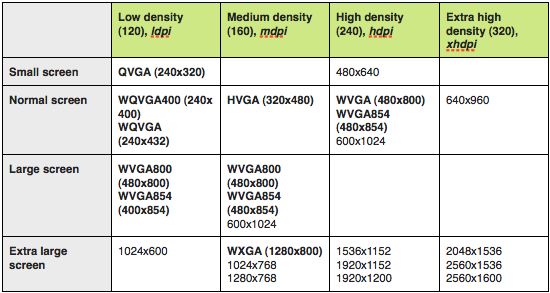 Low density
(120), ldpi
Medium density
(160), mdpi
High density
(240), hdpi
Extra high
density (320),
xhdpi
Small screen
QVGA (240x320)
480x640
Normal screen
WQVGA400 (240x
400)
WQVGA
(240x432)
HVGA (320x480)
WVGA (480x800)
WVGA854
(480x854)
600x1024
640x960
Large screen
WVGA800
(480x800)
WVGA854
(400x854)
WVGA800
(480x800)
WVGA854
(480x854)
600x1024
Extra large
screen
1024x600
WXGA (1280x800)
1024x768
1280x768
1536x1152
1920x1152
1920x1200
2048x1536
2560x1536
2560x1600